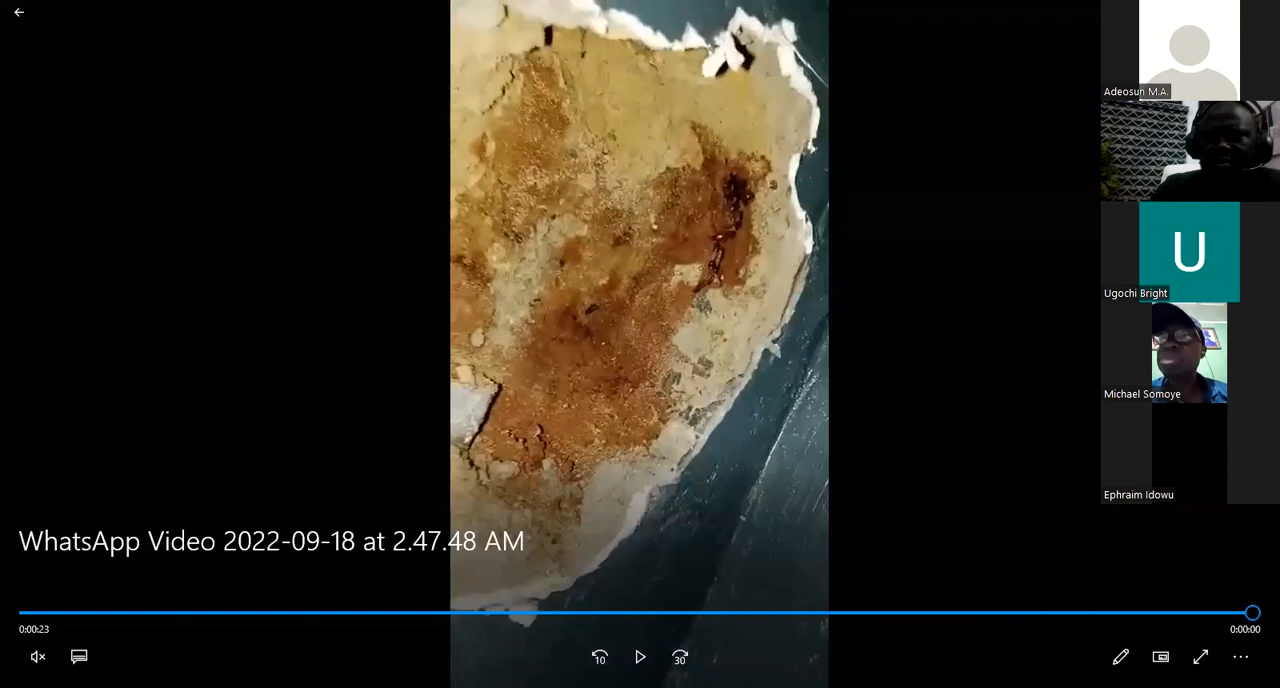 Adeosun M.A.
U
Ugochi Bright
Michael Somoye
Ephraim Idowu
WhatsApp Video 2022-09-18 at 2.47.48 AM
0:00:23
0:00:00
10
30